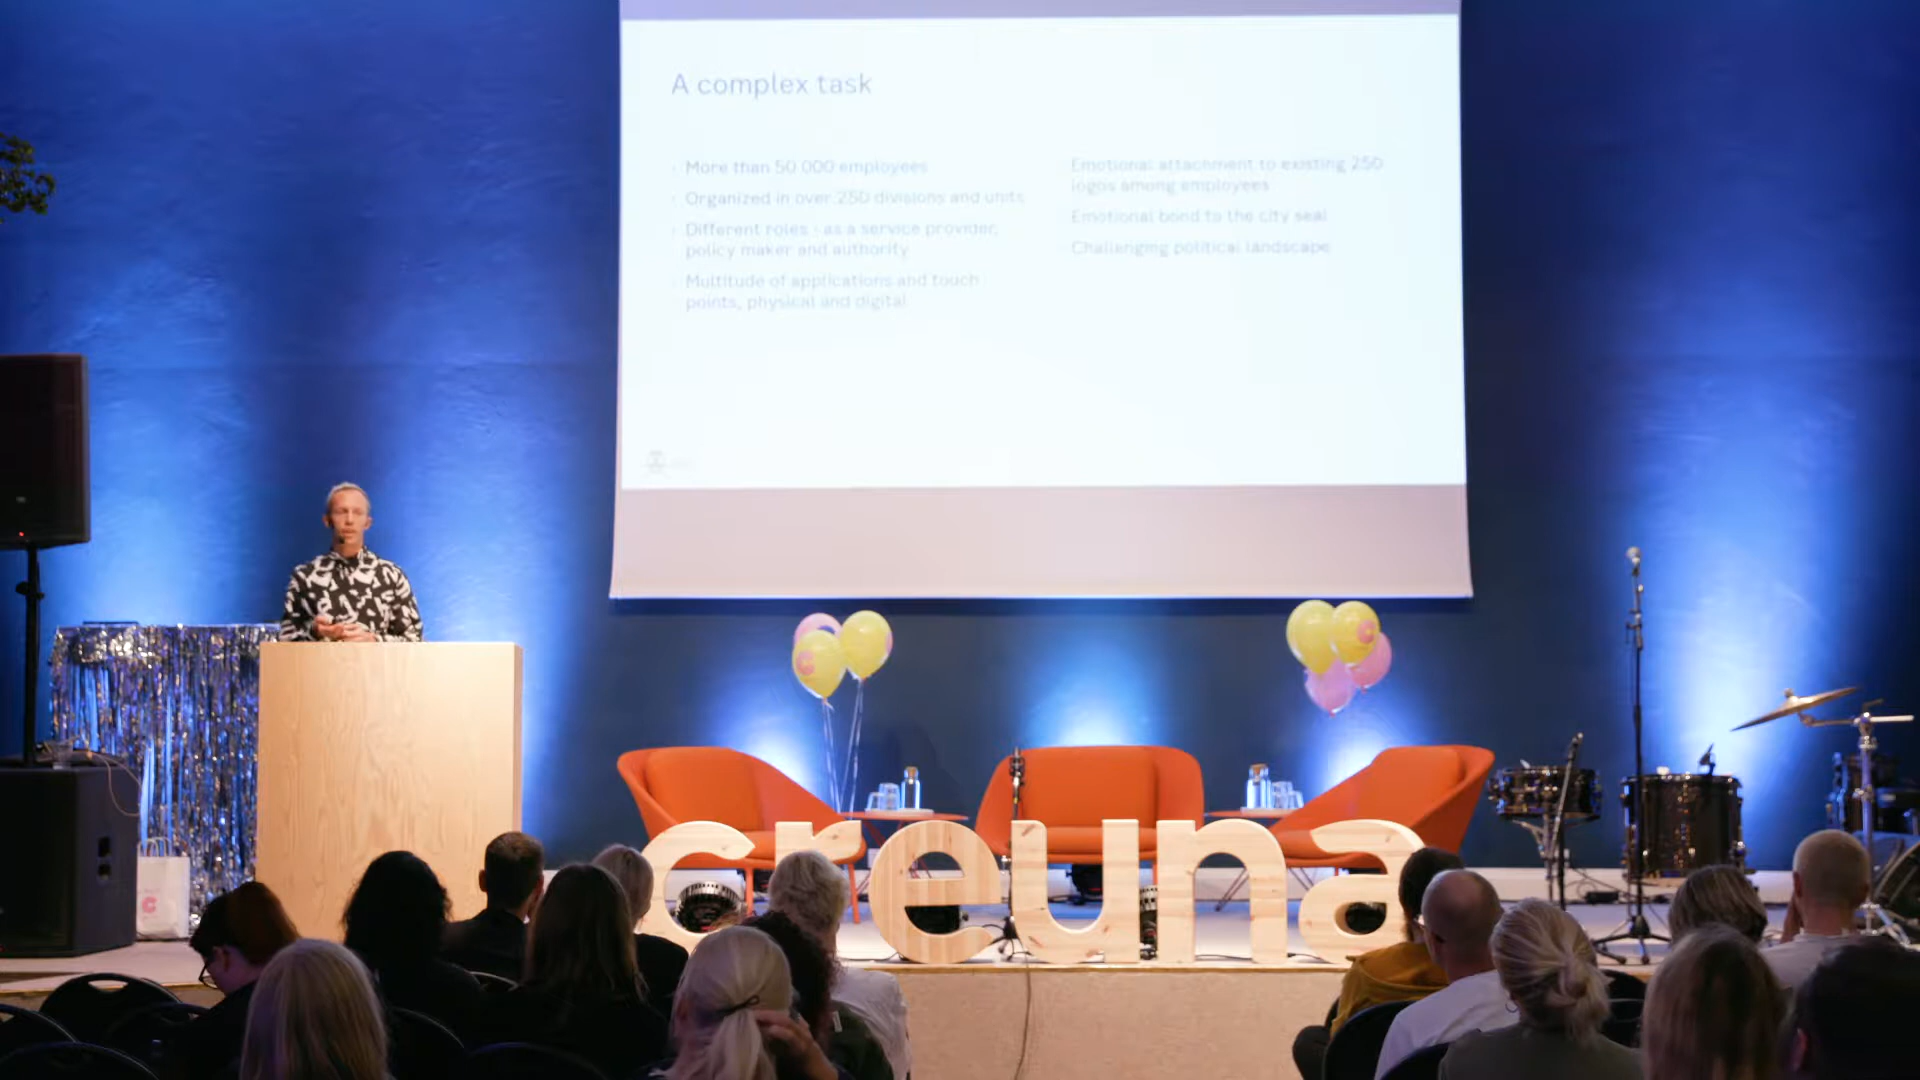 A complex task
More than 50 000 employees
Organized in over 250 divisions and units
Different roles - as a service provider,
policy maker and authority
Multitude of applications and touch
points, physical and digital
Emotional attachment to existing 250
logos among employees
Emotional bond to the city seal
Challenging political landscape
creuna